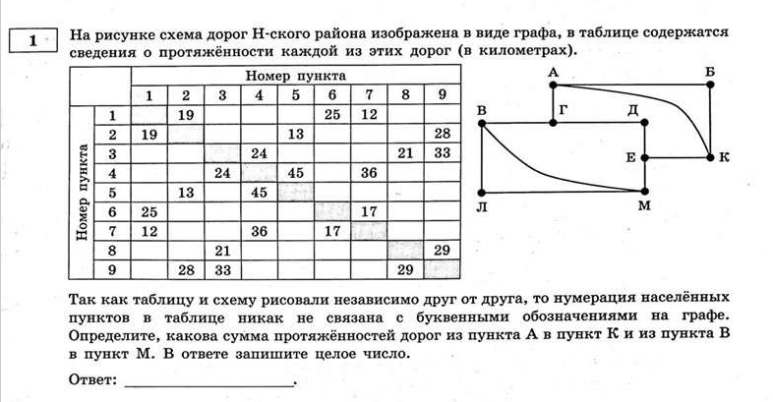 1
На рисунке схема дорог Н-ского района изображена в виде графа, в таблице содержатся
сведения о протяжённости каждой из этих дорог (в километрах).
Номер пункта
1 2 3 4 5 6 7 8 9
Номер пункта
1 19 25 12
2 19 13 28
3 24 21 33
4 24 45 36
5 13 45
6 25 17
7 12 36 17
8 21 29
9 28 33 29
А Б
В Г Д
Е К
Л М
Так как таблицу и схему рисовали независимо друг от друга, то нумерация населённых
пунктов в таблице никак не связана с буквенными обозначениями на графе.
Определите, какова сумма протяжённостей дорог из пункта А в пункт К и из пункта В
в пункт М. В ответе запишите целое число.
Ответ: ______________________.